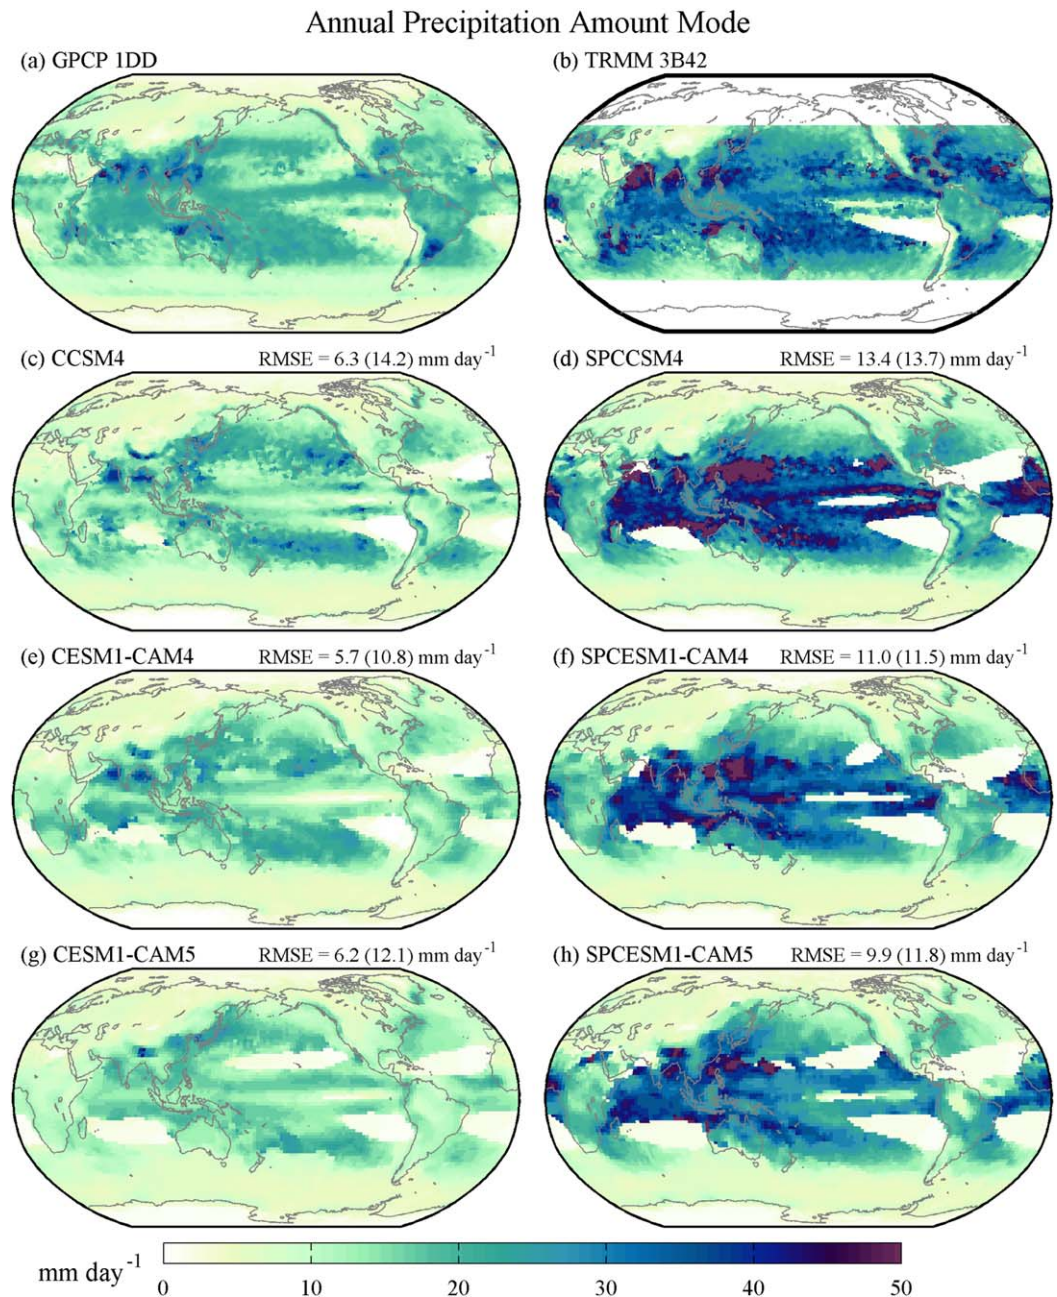 Annual Precipitation Amount Mode
(a) GPCP 1DD
(b) TRMM 3B42
(c) CCSM4 RMSE = 6.3 (14.2) mm day⁻¹
(d) SPCCSM4 RMSE = 13.4 (13.7) mm day⁻¹
(e) CESM1-CAM4 RMSE = 5.7 (10.8) mm day⁻¹
(f) SPCESM1-CAM4 RMSE = 11.0 (11.5) mm day⁻¹
(g) CESM1-CAM5 RMSE = 6.2 (12.1) mm day⁻¹
(h) SPCESM1-CAM5 RMSE = 9.9 (11.8) mm day⁻¹
mm day⁻¹
0 10 20 30 40 50